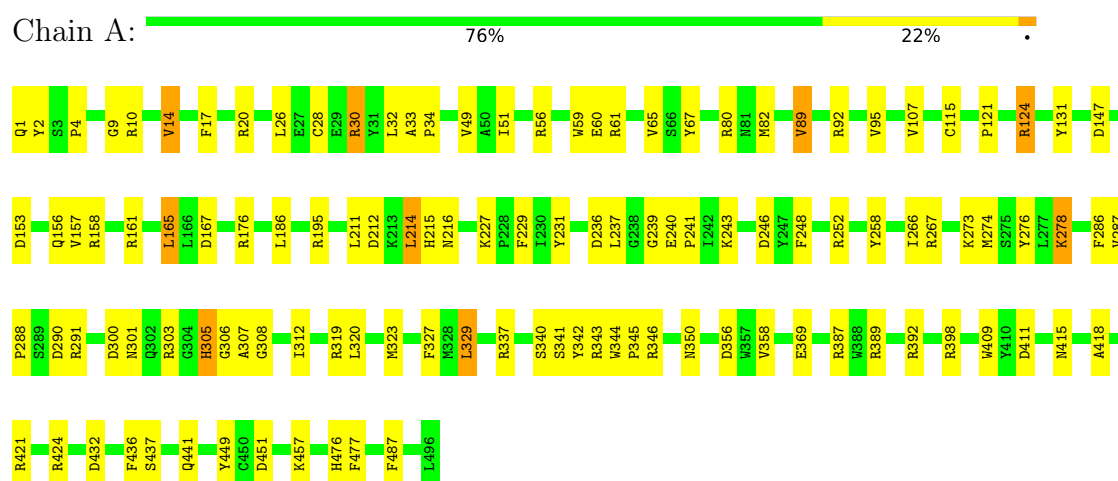 Chain A:
76% 22% •
Q1 Y2 S3 P4 G9 R10 V14 F17 R20 L26 E27 C28 E29 R30 Y31 L32 A33 P34 V49 A50 I51 R56 W59 E60 R61 V65 S66 Y67 R80 N81 M82 V89 R92 V95 V107 C115 P121 R124 Y131 D147
D153 Q156 V157 R158 R161 L165 L166 D167 R176 L186 R195 L211 D212 K213 L214 H215 N216 K227 P228 F229 I230 Y231 D236 L237 G238 G239 E240 P241 I242 K243 D246 Y247 F248 R252 Y258 I266 R267 K273 M274 S275 Y276 L277 K278 F286 V287
P288 S289 D290 R291 D300 N301 Q302 R303 G304 H305 G306 A307 G308 I312 R319 L320 M323 F327 M328 L329 R337 S340 S341 Y342 R343 W344 P345 R346 N350 D356 W357 V358 E369 R387 W388 R389 R392 R398 W409 Y410 D411 N415 A418
R421 R424 D432 F436 S437 Q441 Y449 C450 D451 K457 H476 F477 F487 L496